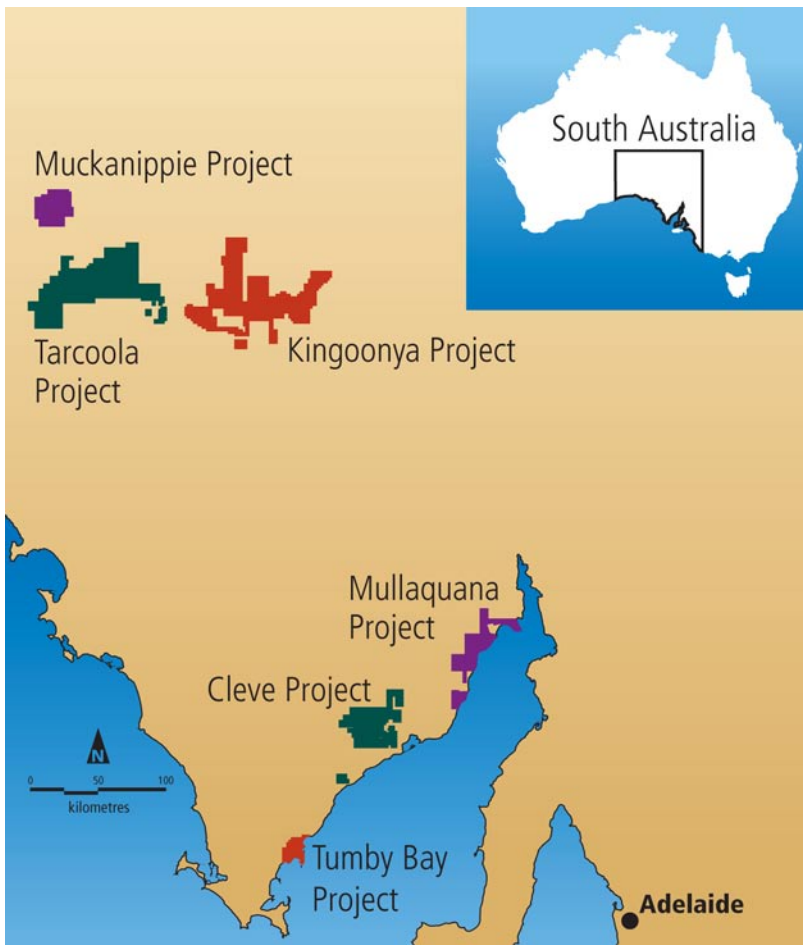 South Australia
Muckanippie Project
Tarcoola
Project
Kingoonya Project
Mullaquana
Project
Cleve Project
N
0 50 100
kilometres
Tumby Bay
Project
Adelaide